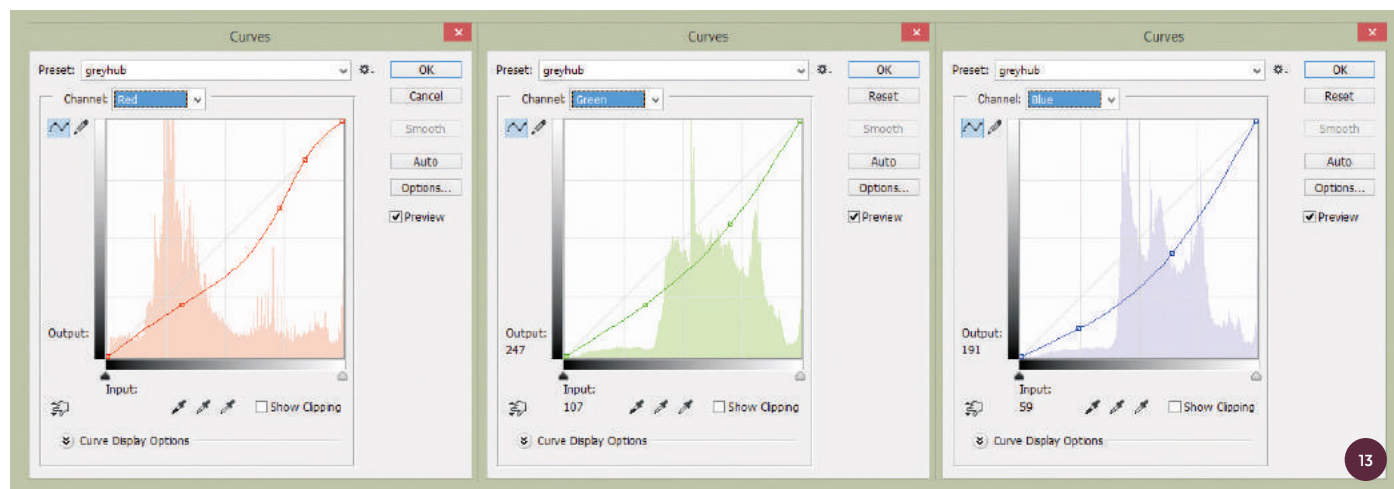 Curves
Preset: greyhub
OK
Channel: Red
Cancel
Smooth
Auto
Options...
Preview
Output:
Input:
Show Clipping
Curve Display Options
Curves
Preset: greyhub
OK
Channel: Green
Reset
Smooth
Auto
Options...
Preview
Output:
247
Input:
107
Show Clipping
Curve Display Options
Curves
Preset: greyhub
OK
Channel: Blue
Reset
Smooth
Auto
Options...
Preview
Output:
191
Input:
59
Show Clipping
Curve Display Options
13